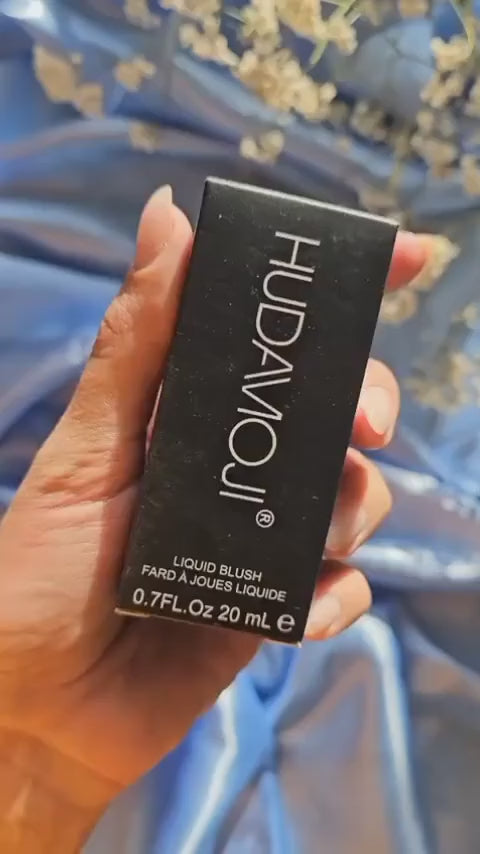 HUDAMOJI®
LIQUID BLUSH
FARD À JOUES LIQUIDE
0.7FL.Oz 20 mL ℮